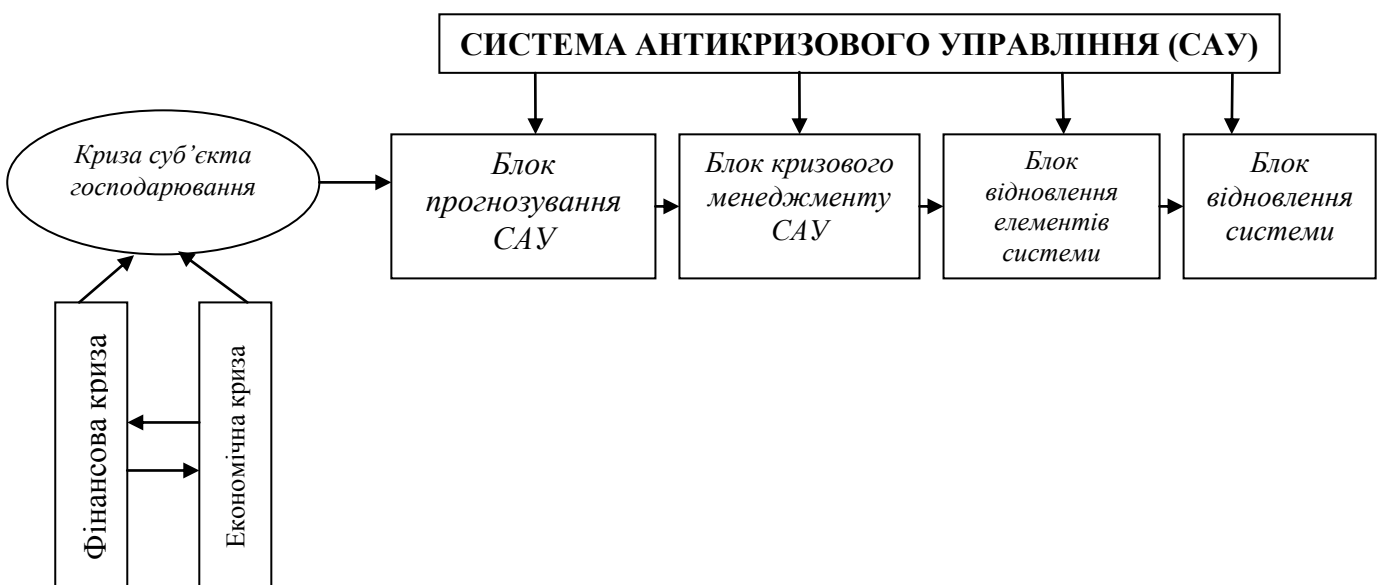 СИСТЕМА АНТИКРИЗОВОГО УПРАВЛІННЯ (САУ)
Криза суб’єкта
господарювання
Блок
прогнозування
САУ
Блок кризового
менеджменту
САУ
Блок
відновлення
елементів
системи
Блок
відновлення
системи
Фінансова криза
Економічна криза